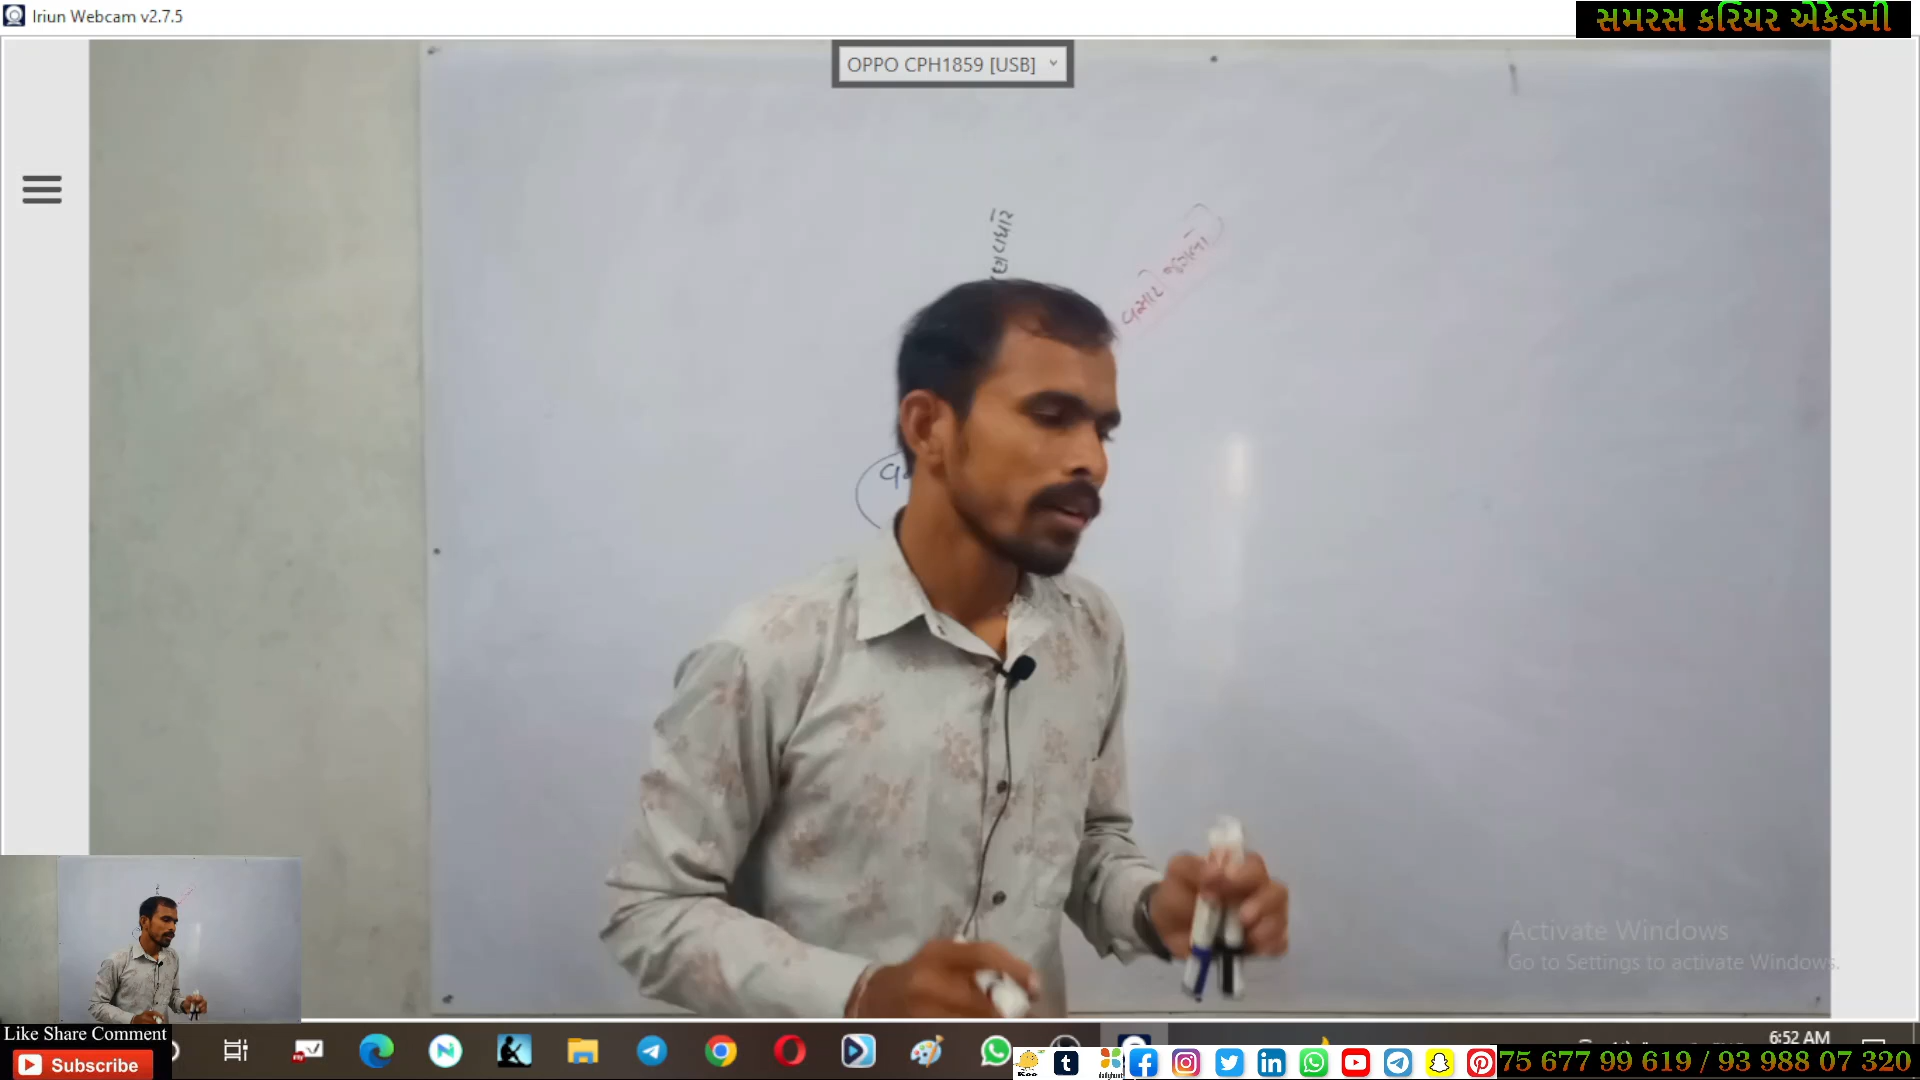 Iriun Webcam v2.7.5
સમરસ કરિયર એકેડમી
OPPO CPH1859 [USB]
Activate Windows
Go to Settings to activate Windows.
Like Share Comment
Subscribe
6:52 AM
75 677 99 619 / 93 988 07 320